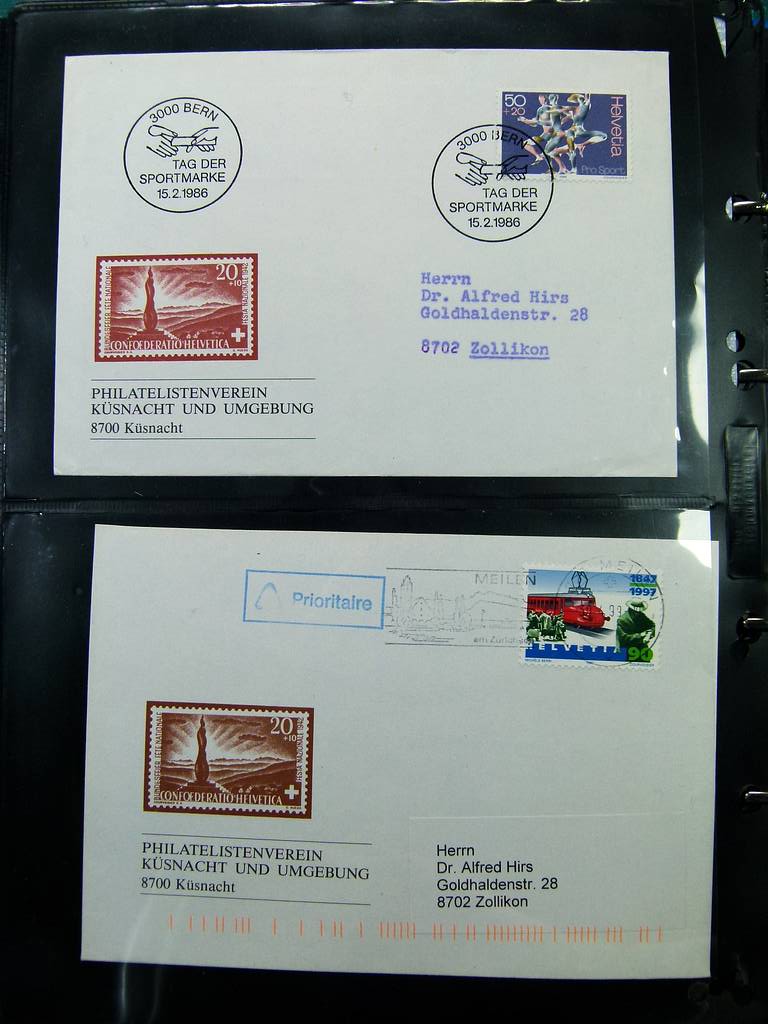 3000 BERN
TAG DER
SPORTMARKE
15.2.1986
3000 BERN
TAG DER
SPORTMARKE
15.2.1986
50
+20
Helvetia
Pro Sport
20
+10
CONFOEDERATIO HELVETICA
Herrn
Dr. Alfred Hirs
Goldhaldenstr. 28
8702 Zollikon
PHILATELISTENVEREIN
KÜSNACHT UND UMGEBUNG
8700 Küsnacht
Prioritaire
MEILEN
am Zürichsee
1847
1997
HELVETIA
90
20
+10
CONFOEDERATIO HELVETICA
PHILATELISTENVEREIN
KÜSNACHT UND UMGEBUNG
8700 Küsnacht
Herrn
Dr. Alfred Hirs
Goldhaldenstr. 28
8702 Zollikon